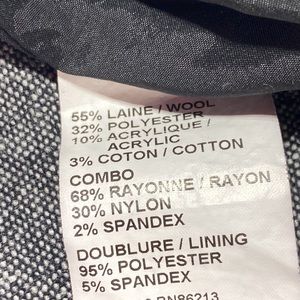 55% LAINE / WOOL
32% POLYESTER
10% ACRYLIQUE /
ACRYLIC
3% COTON / COTTON
COMBO
68% RAYONNE / RAYON
30% NYLON
2% SPANDEX
DOUBLURE / LINING
95% POLYESTER
5% SPANDEX
RN86213